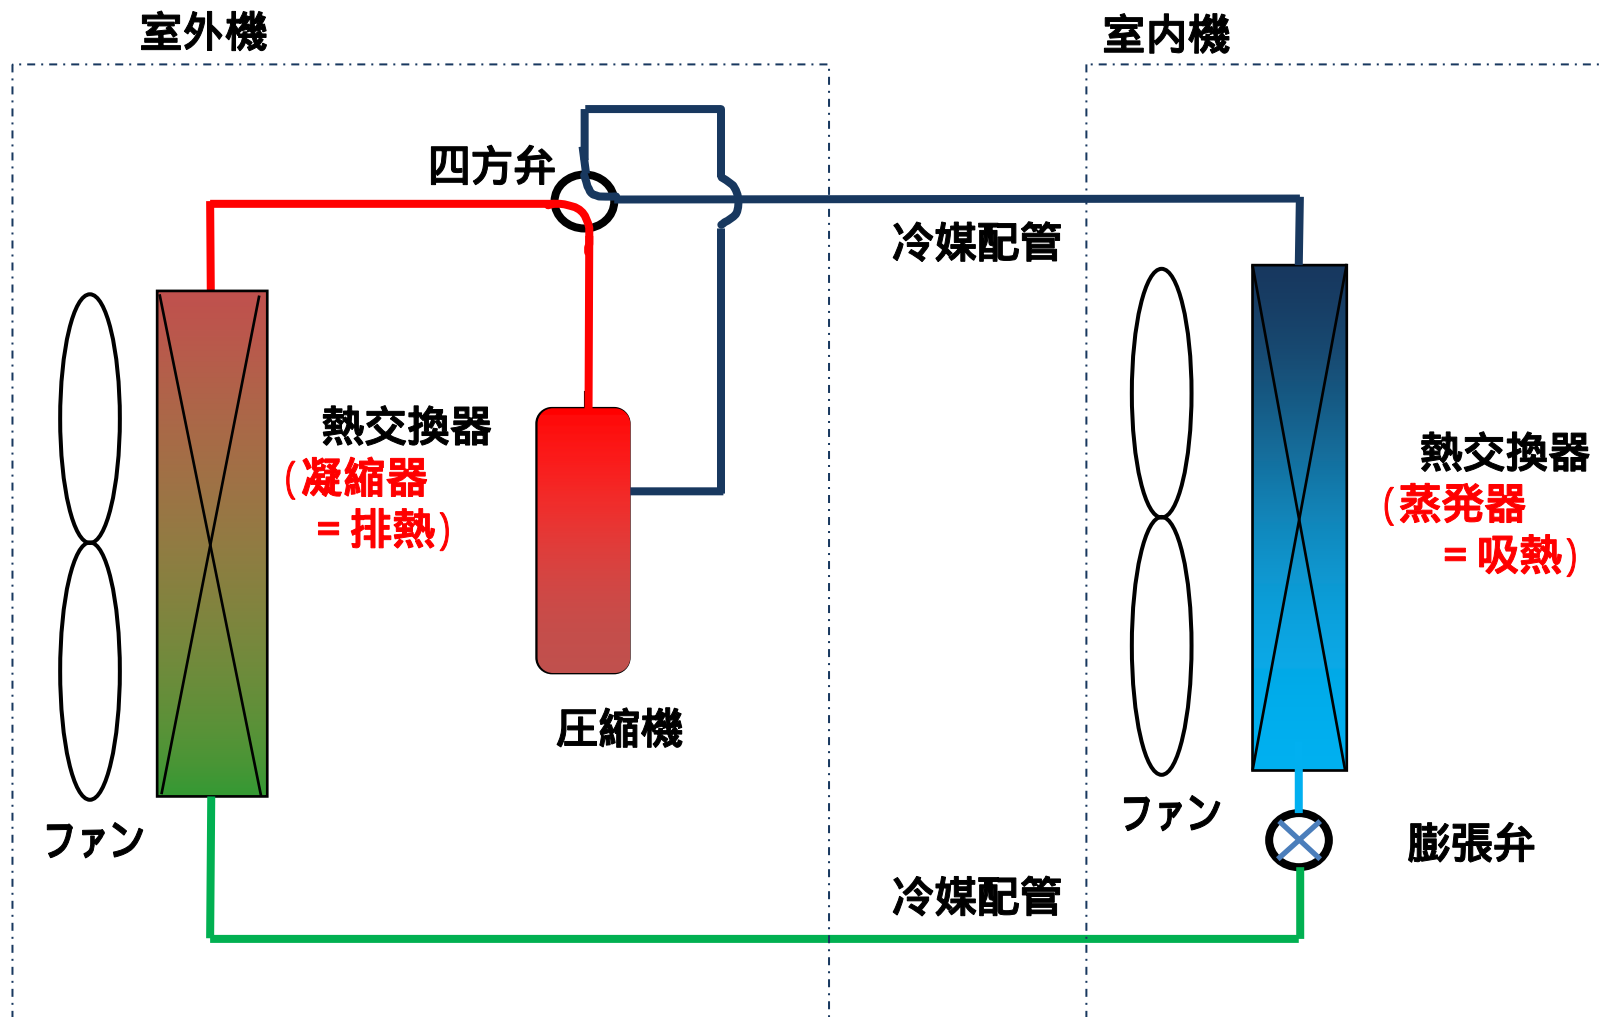 室外機
室内機
四方弁
冷媒配管
熱交換器
(凝縮器
= 排熱)
熱交換器
(蒸発器
= 吸熱)
圧縮機
ファン
ファン
膨張弁
冷媒配管